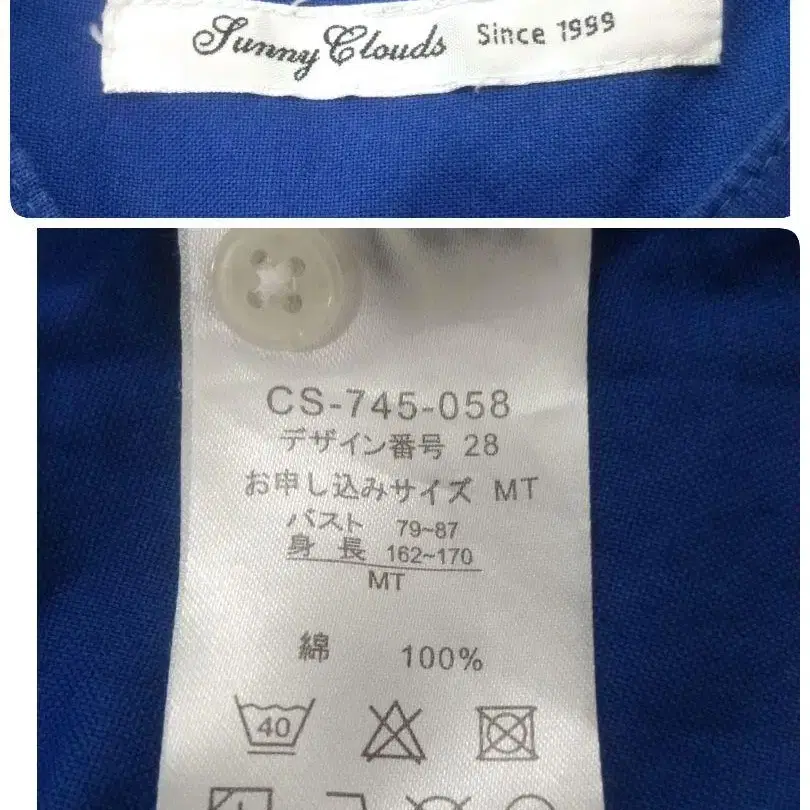 Sunny Clouds Since 1999
CS-745-058
デザイン番号 28
お申し込みサイズ MT
バスト 79~87
身長 162~170
MT
綿 100%
40